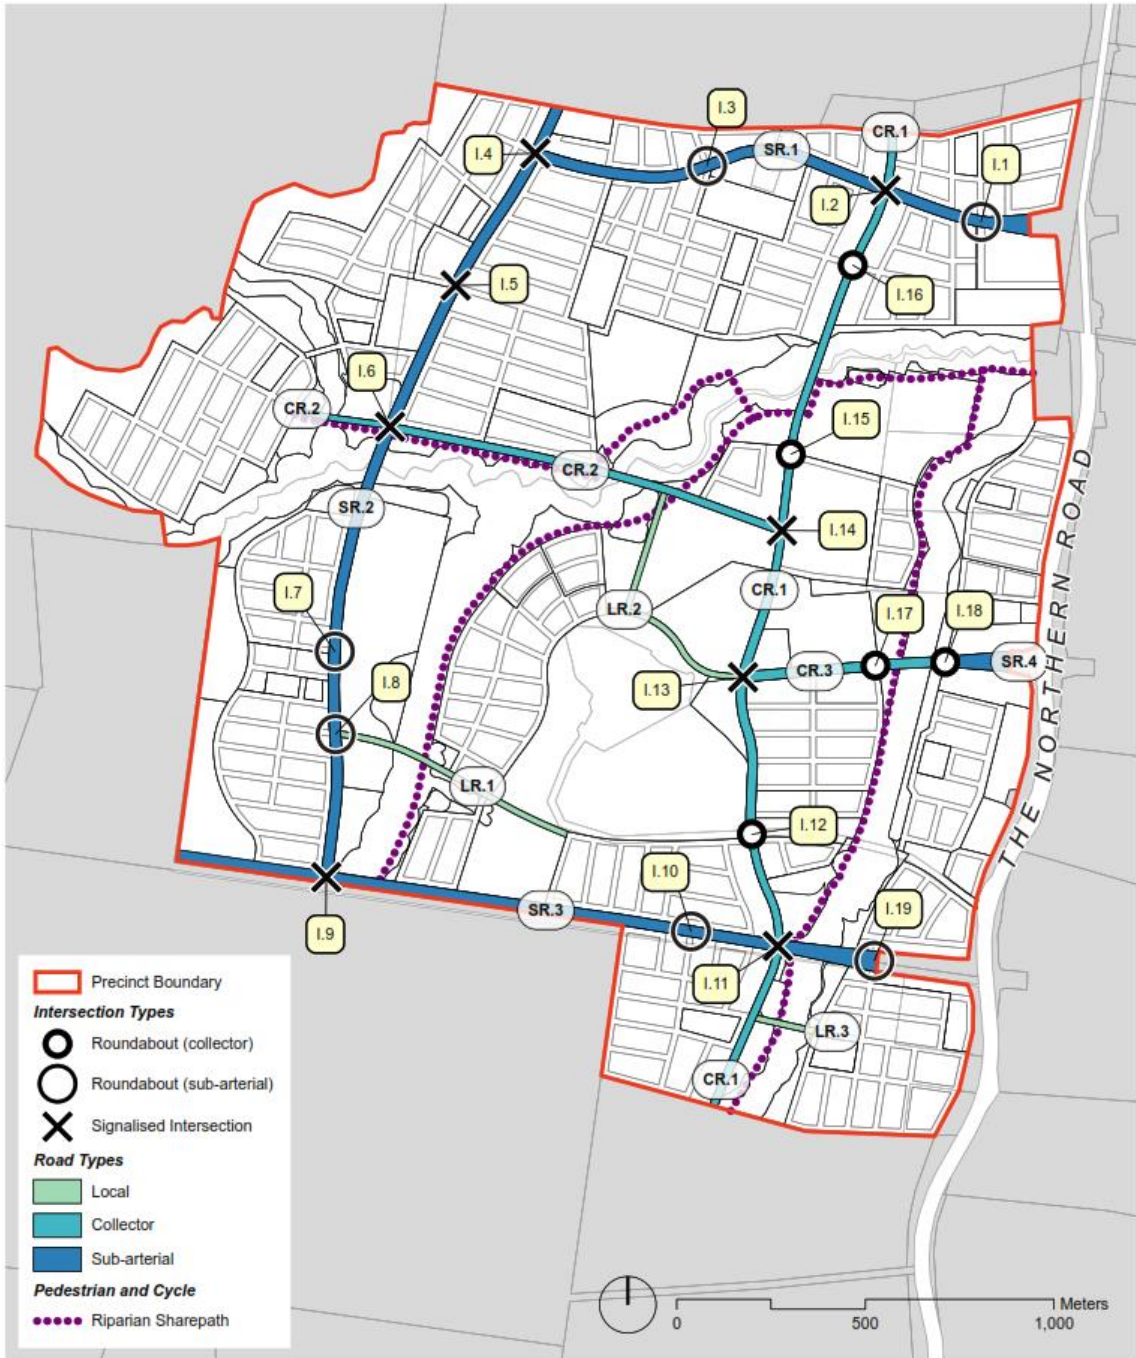 I.3
CR.1
I.4
SR.1
I.1
I.2
I.5
I.16
I.6
CR.2
I.15
CR.2
SR.2
I.14
I.7
CR.1
LR.2
I.17
I.18
I.8
I.13
CR.3
SR.4
THE NORTHERN ROAD
LR.1
I.12
I.10
SR.3
I.19
I.9
I.11
LR.3
CR.1
Precinct Boundary
Intersection Types
Roundabout (collector)
Roundabout (sub-arterial)
Signalised Intersection
Road Types
Local
Collector
Sub-arterial
Pedestrian and Cycle
Riparian Sharepath
Meters
0 500 1,000